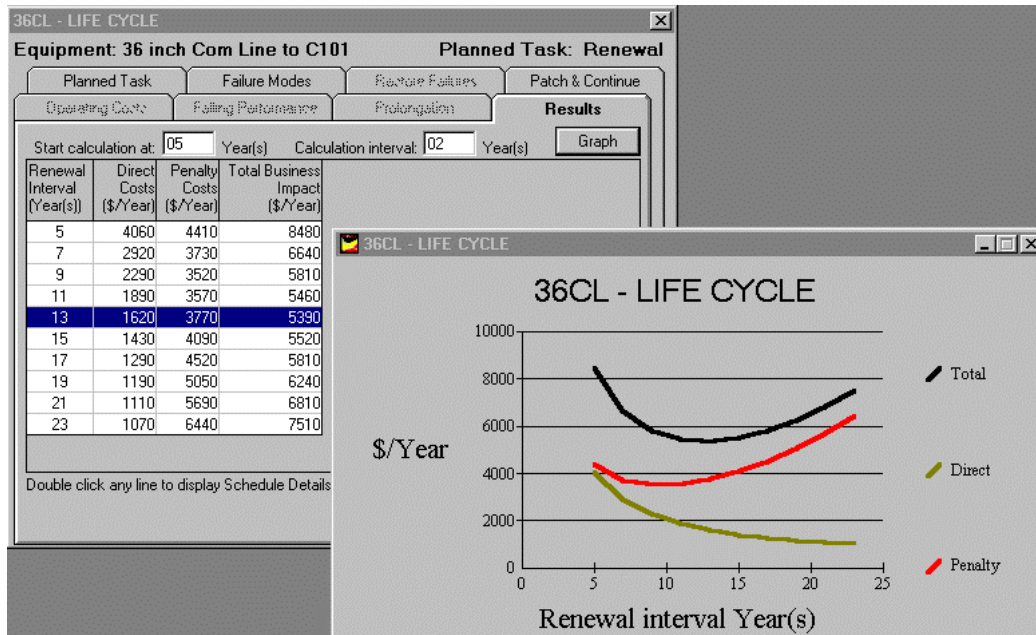 36CL - LIFE CYCLE
Equipment: 36 inch Com Line to C101 Planned Task: Renewal
Planned Task Failure Modes Restore Failures Patch & Continue
Operating Costs Falling Performance Prolongation Results
Start calculation at: 05 Year(s) Calculation interval: 02 Year(s) Graph
Renewal Direct Penalty Total Business
Interval Costs Costs Impact
(Year(s)) ($/Year) ($/Year) ($/Year)
5 4060 4410 8480
7 2920 3730 6640
9 2290 3520 5810
11 1890 3570 5460
13 1620 3770 5390
15 1430 4090 5520
17 1290 4520 5810
19 1190 5050 6240
21 1110 5690 6810
23 1070 6440 7510
Double click any line to display Schedule Details
36CL - LIFE CYCLE
36CL - LIFE CYCLE
10000
8000
6000
4000
2000
0
$/Year
0 5 10 15 20 25
Renewal interval Year(s)
Total
Direct
Penalty